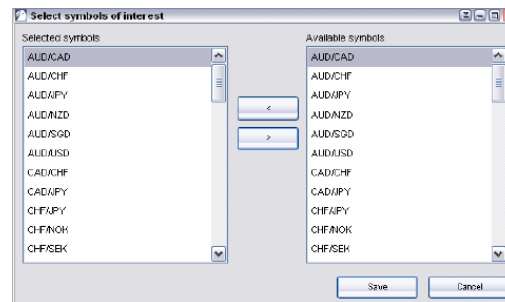 Select symbols of interest
Selected symbols
Available symbols
AUD/CAD
AUD/CHF
AUD/JPY
AUD/NZD
AUD/SGD
AUD/USD
CAD/CHF
CAD/JPY
CHF/JPY
CHF/NOK
CHF/SEK
<
>
AUD/CAD
AUD/CHF
AUD/JPY
AUD/NZD
AUD/SGD
AUD/USD
CAD/CHF
CAD/JPY
CHF/JPY
CHF/NOK
CHF/SEK
Save
Cancel